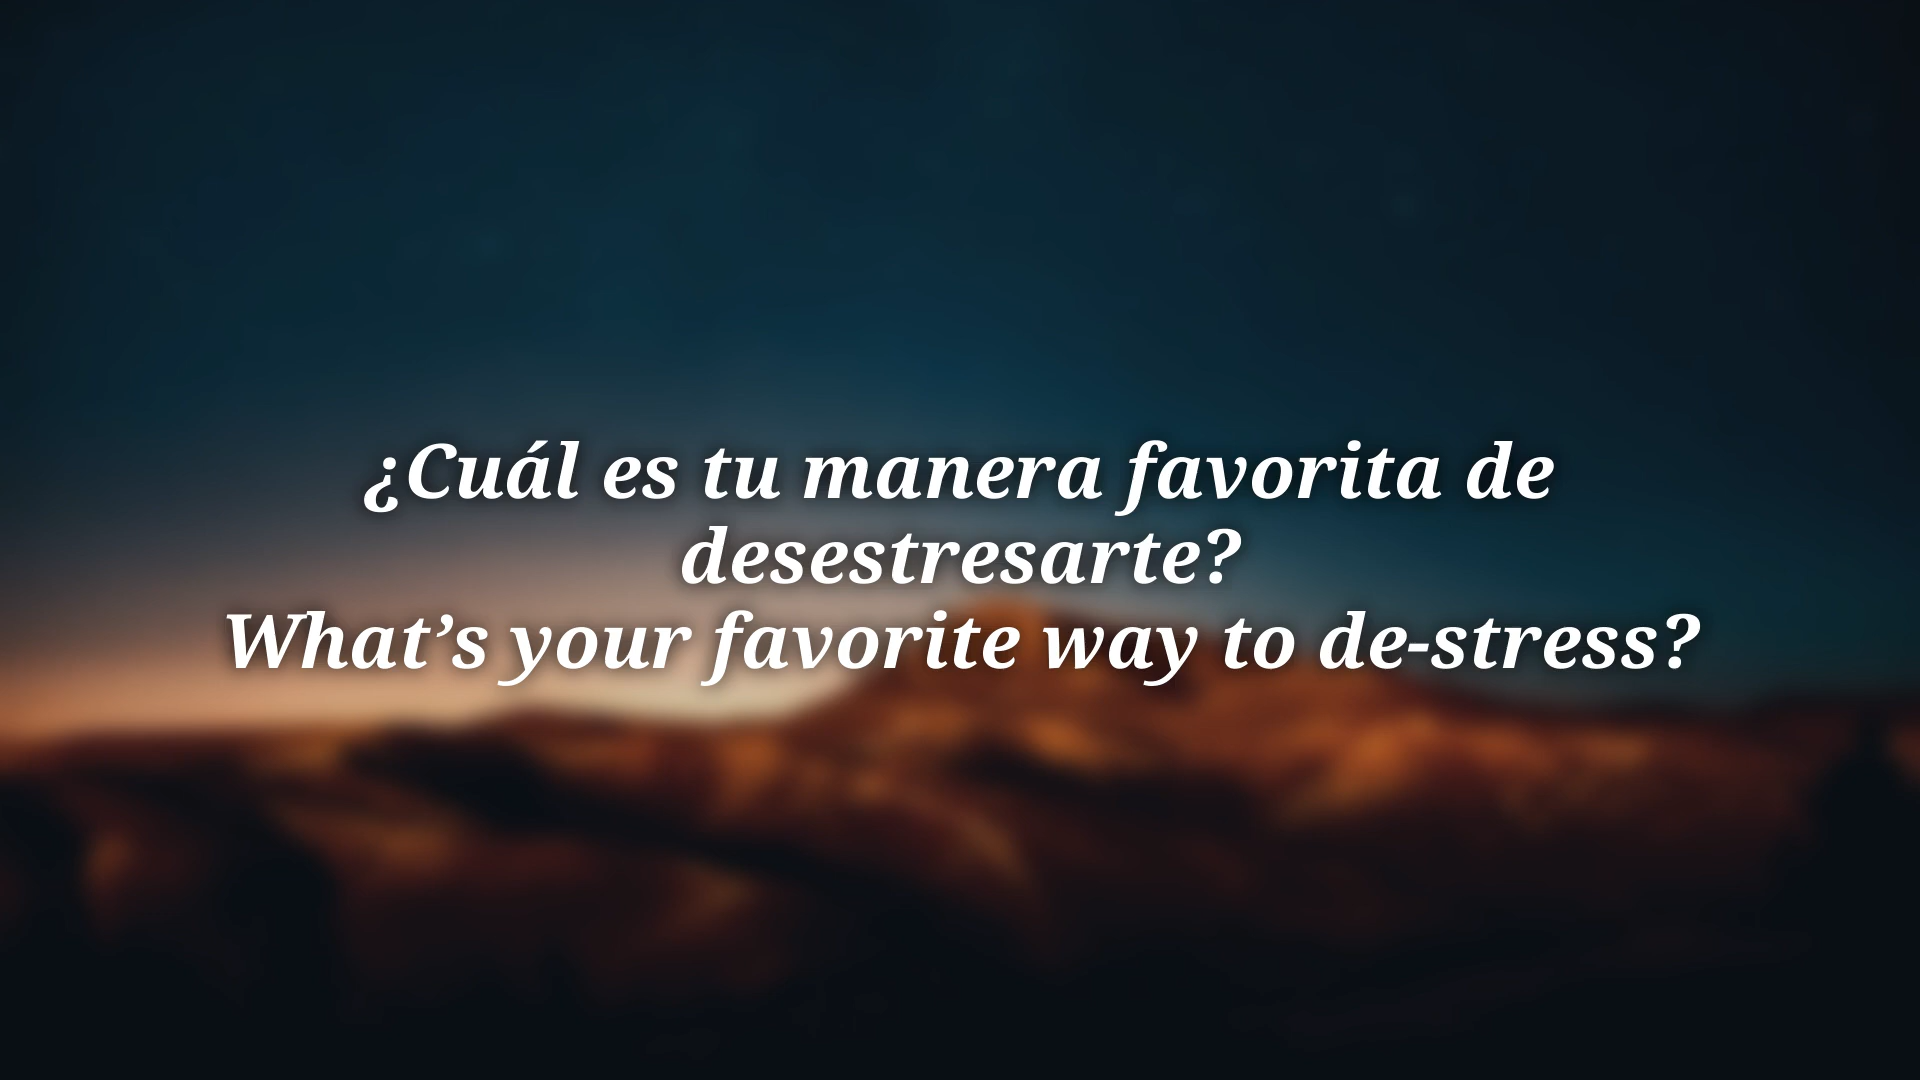 ¿Cuál es tu manera favorita de
desestresarte?
What’s your favorite way to de-stress?